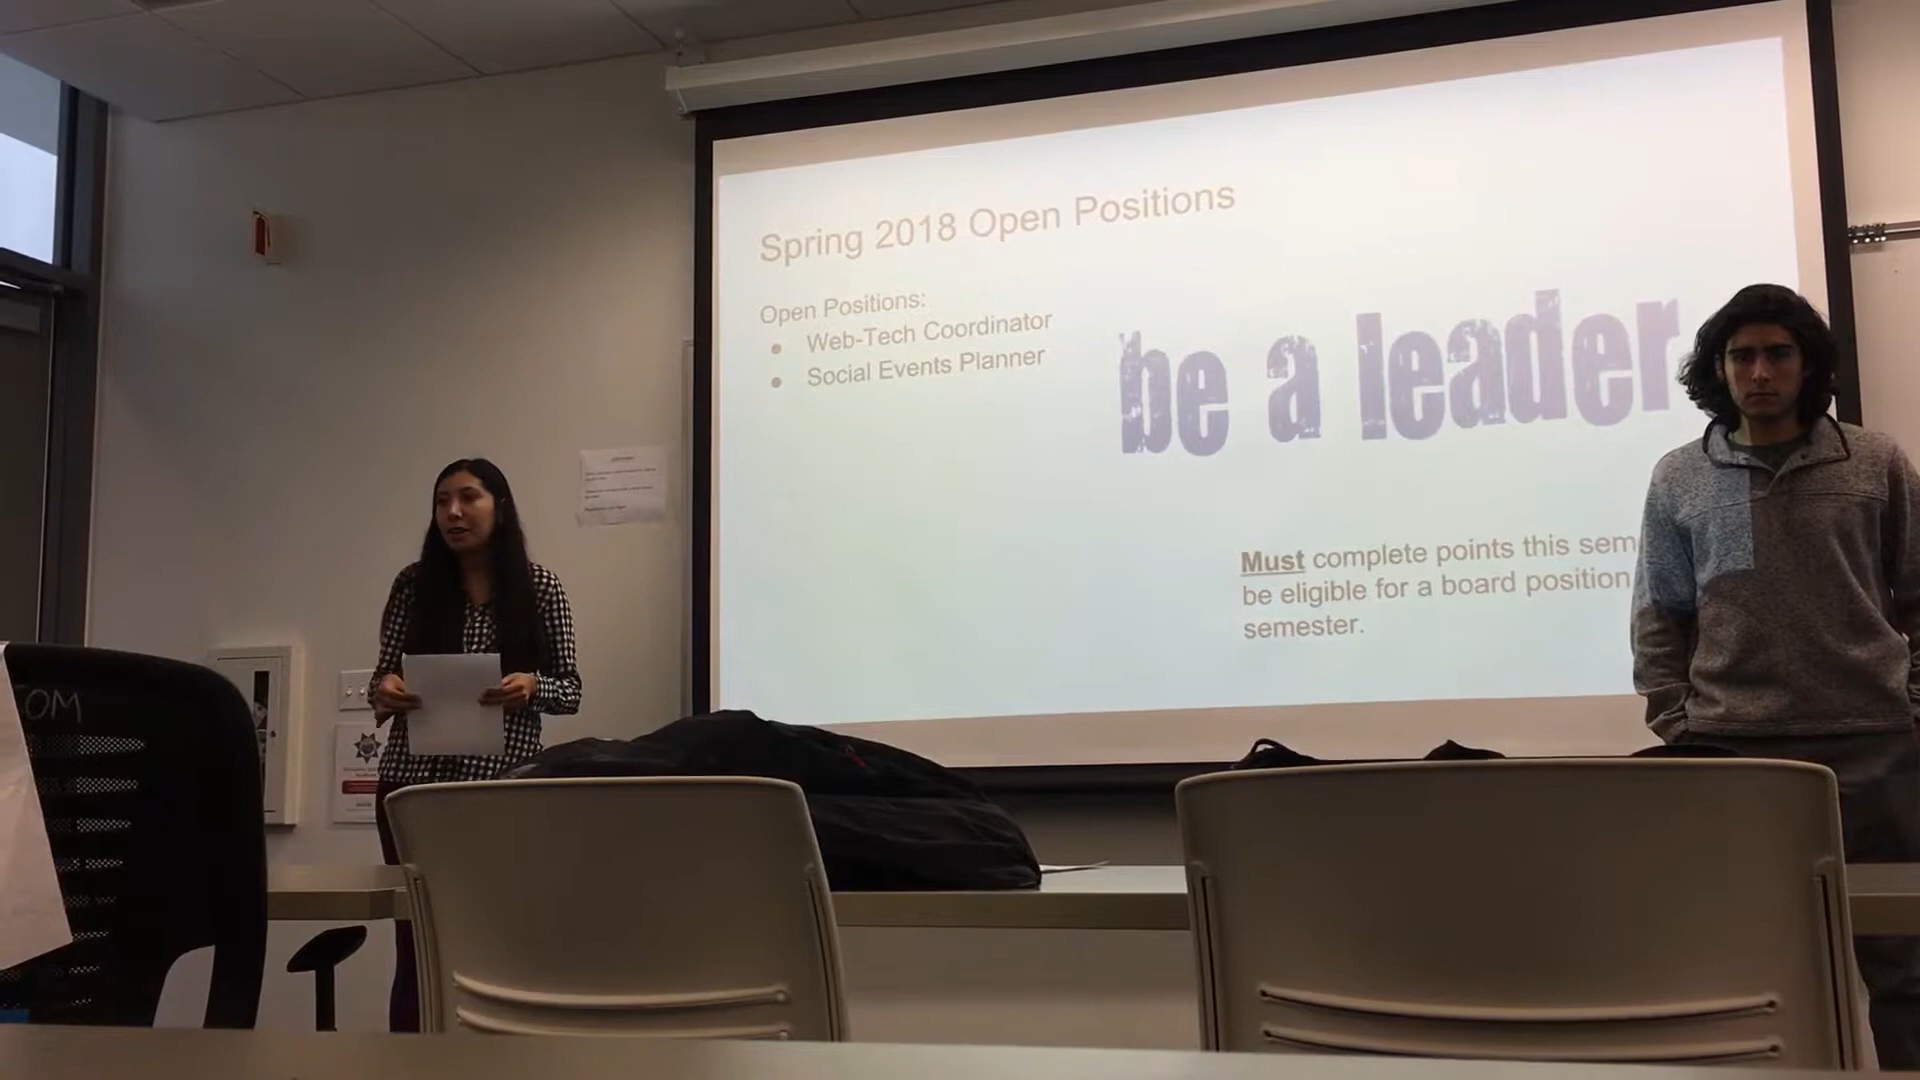 Spring 2018 Open Positions
Open Positions:
● Web-Tech Coordinator
● Social Events Planner
be a leader
Must complete points this sem
be eligible for a board position
semester.
OM